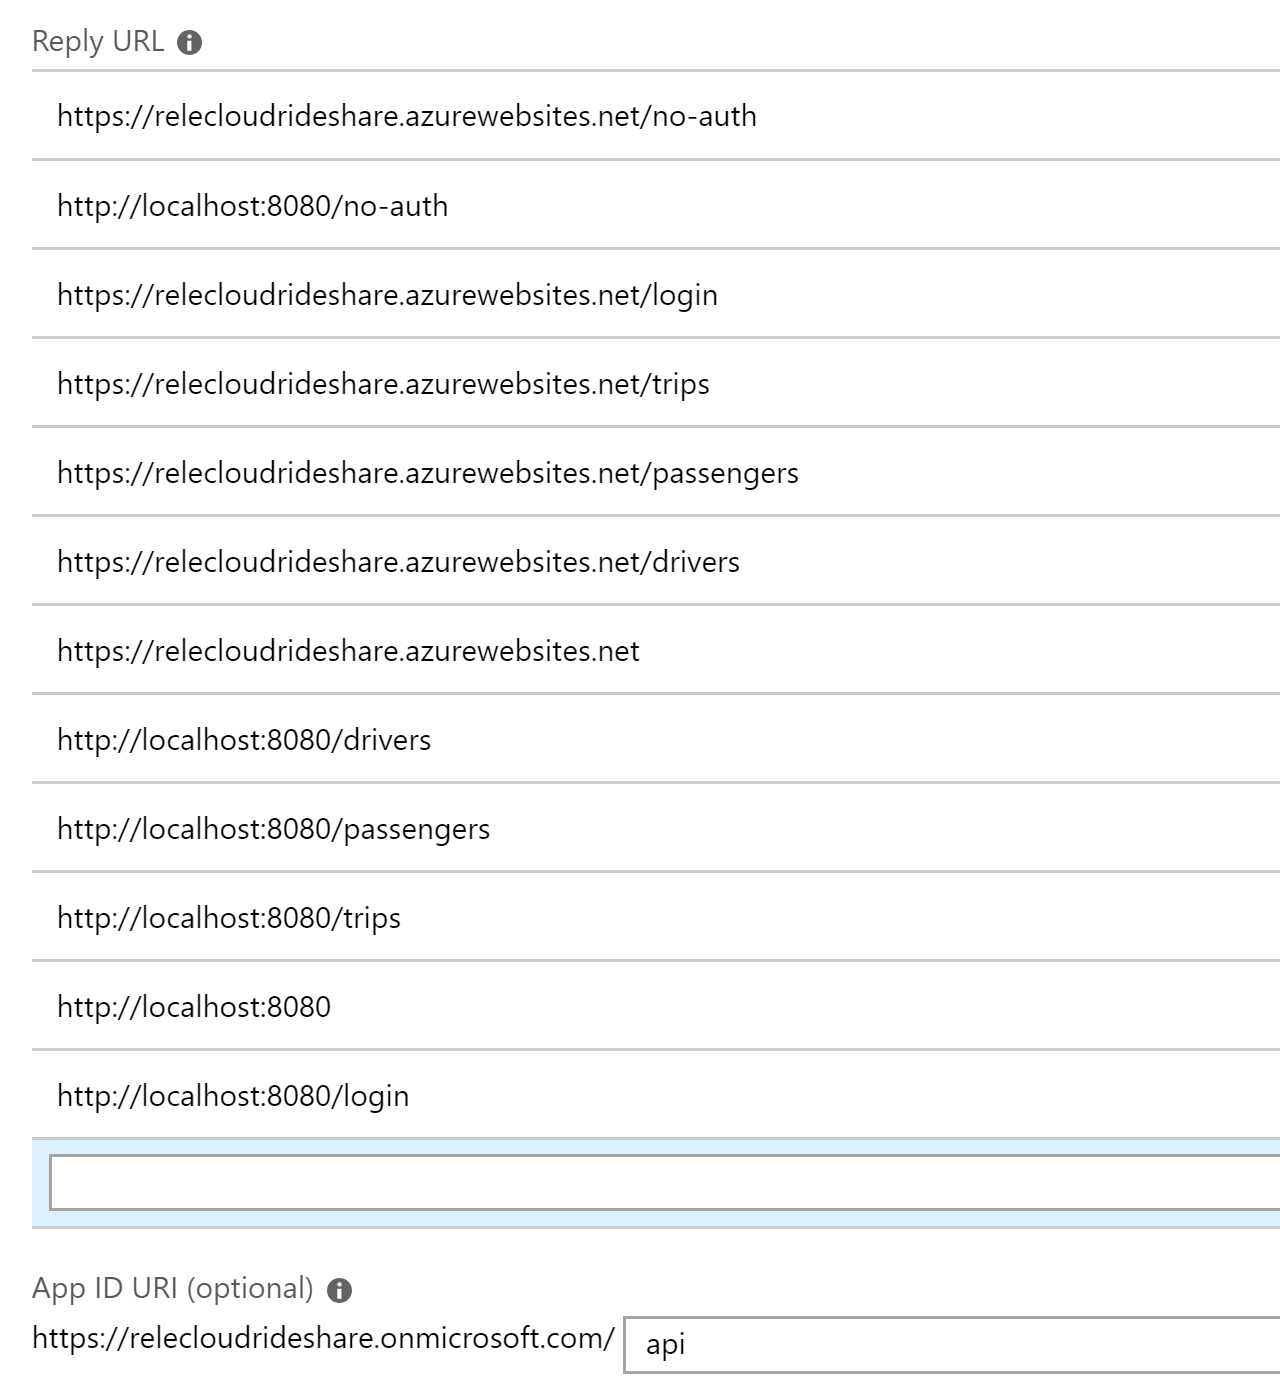 Reply URL
https://relecloudrideshare.azurewebsites.net/no-auth
http://localhost:8080/no-auth
https://relecloudrideshare.azurewebsites.net/login
https://relecloudrideshare.azurewebsites.net/trips
https://relecloudrideshare.azurewebsites.net/passengers
https://relecloudrideshare.azurewebsites.net/drivers
https://relecloudrideshare.azurewebsites.net
http://localhost:8080/drivers
http://localhost:8080/passengers
http://localhost:8080/trips
http://localhost:8080
http://localhost:8080/login
App ID URI (optional)
https://relecloudrideshare.onmicrosoft.com/ api